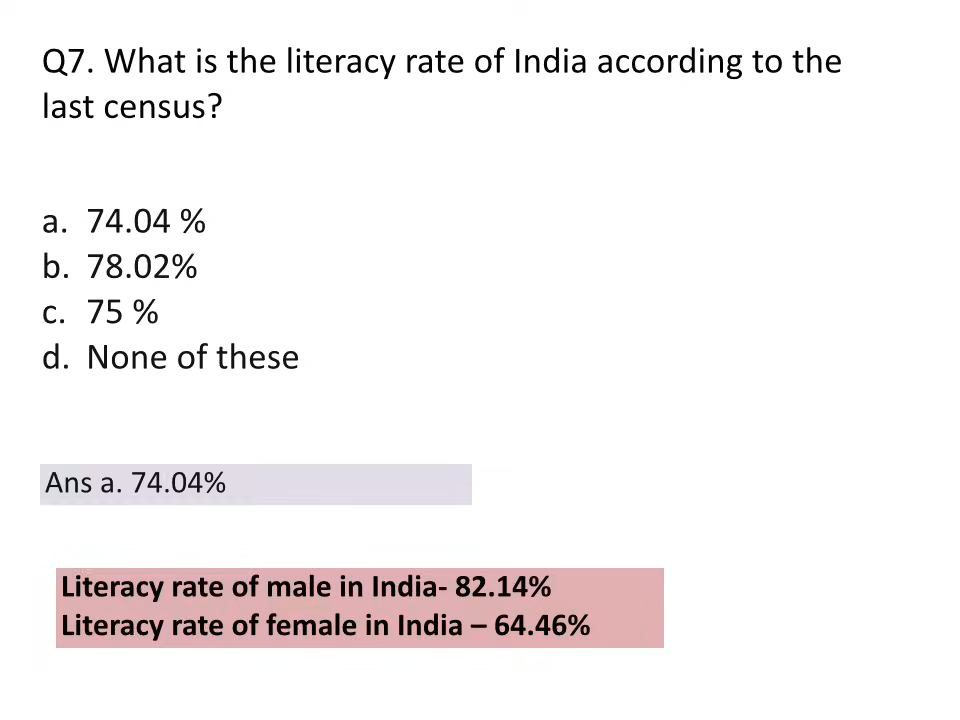 Q7. What is the literacy rate of India according to the
last census?
a. 74.04 %
b. 78.02%
c. 75 %
d. None of these
Ans a. 74.04%
Literacy rate of male in India- 82.14%
Literacy rate of female in India – 64.46%